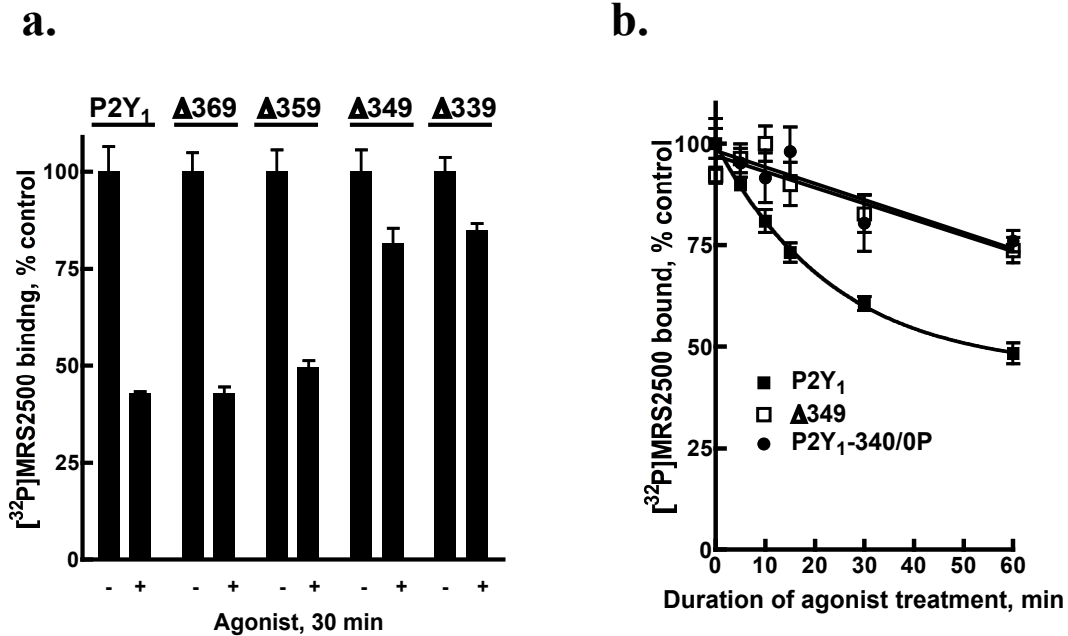 a.
P2Y₁ Δ369 Δ359 Δ349 Δ339
[³²P]MRS2500 bindng, % control
100
75
50
25
0
- + - + - + - + - +
Agonist, 30 min
b.
[³²P]MRS2500 bound, % control
100
75
50
25
0
P2Y₁
Δ349
P2Y₁-340/0P
0 10 20 30 40 50 60
Duration of agonist treatment, min